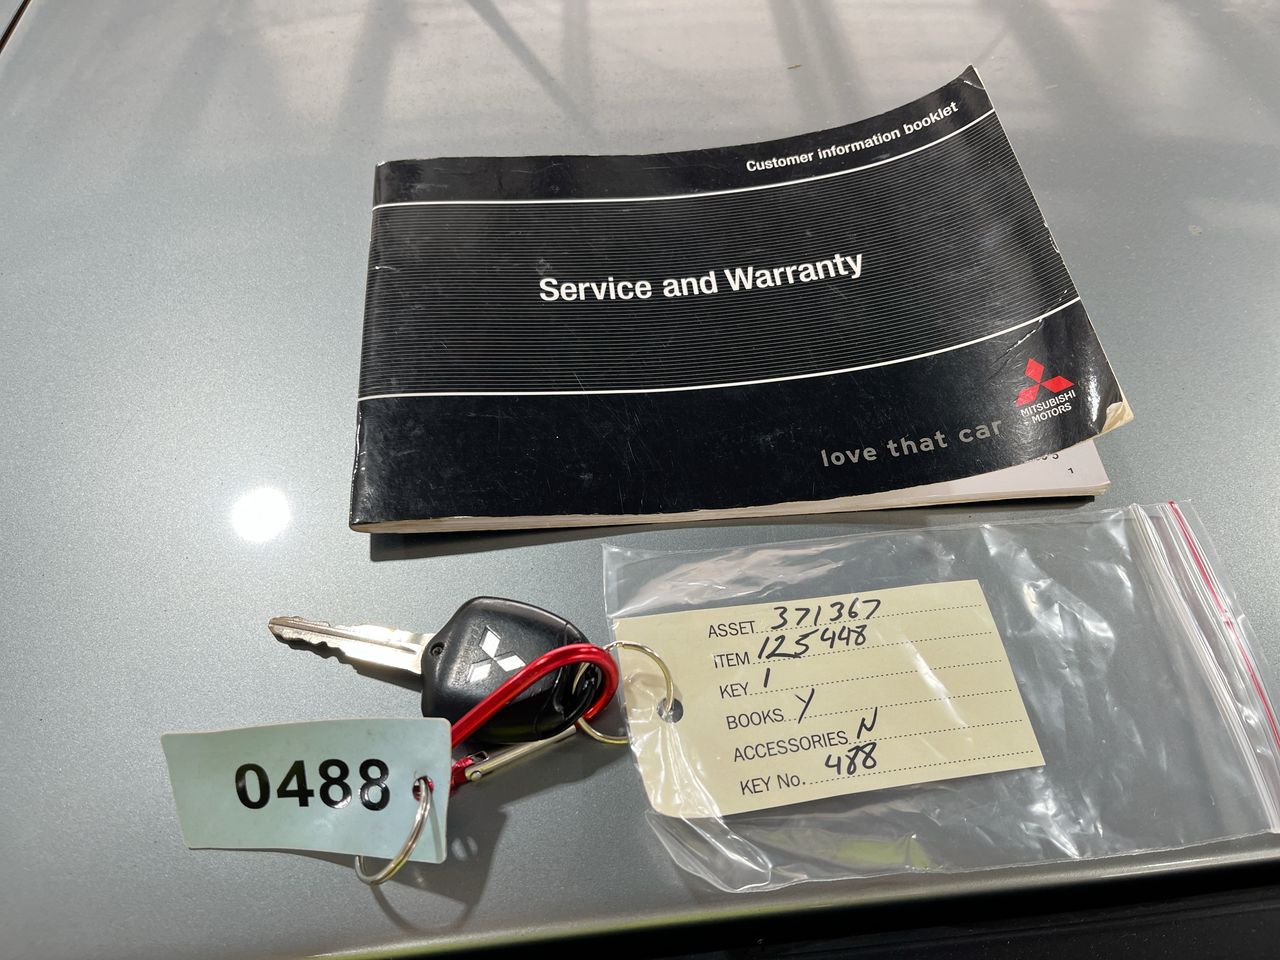 Customer information booklet
Service and Warranty
MITSUBISHI
MOTORS
love that car
1
ASSET 371367
ITEM 125448
KEY 1
BOOKS Y
ACCESSORIES N
KEY No. 488
0488